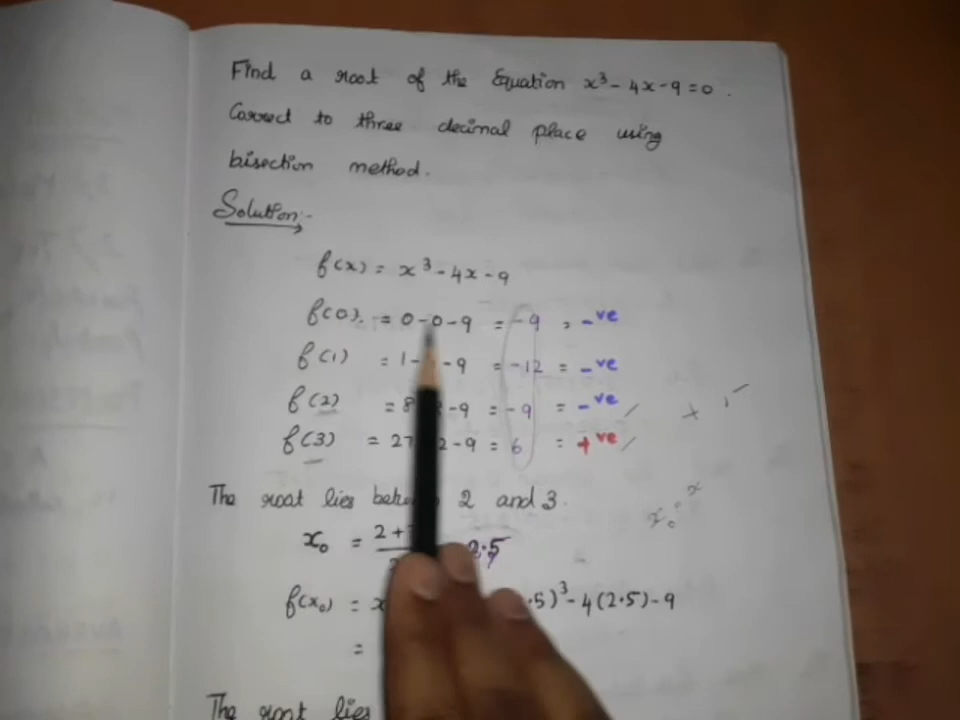 Find a root of the Equation x³ - 4x - 9 = 0.
Correct to three decimal place using
bisection method.
Solution:-
f(x) = x³ - 4x - 9
f(0). = 0 - 0 - 9 = -9 = -ve
f(1) = 1 - - 9 = -12 = -ve
f(2) = 8 - 9 = -9 = -ve
f(3) = 27 2 - 9 = 6 = +ve
The root lies 2 and 3.
x₀ = 2 + 2.5
f(x₀) = .5)³ - 4(2.5) - 9
=
The root lies